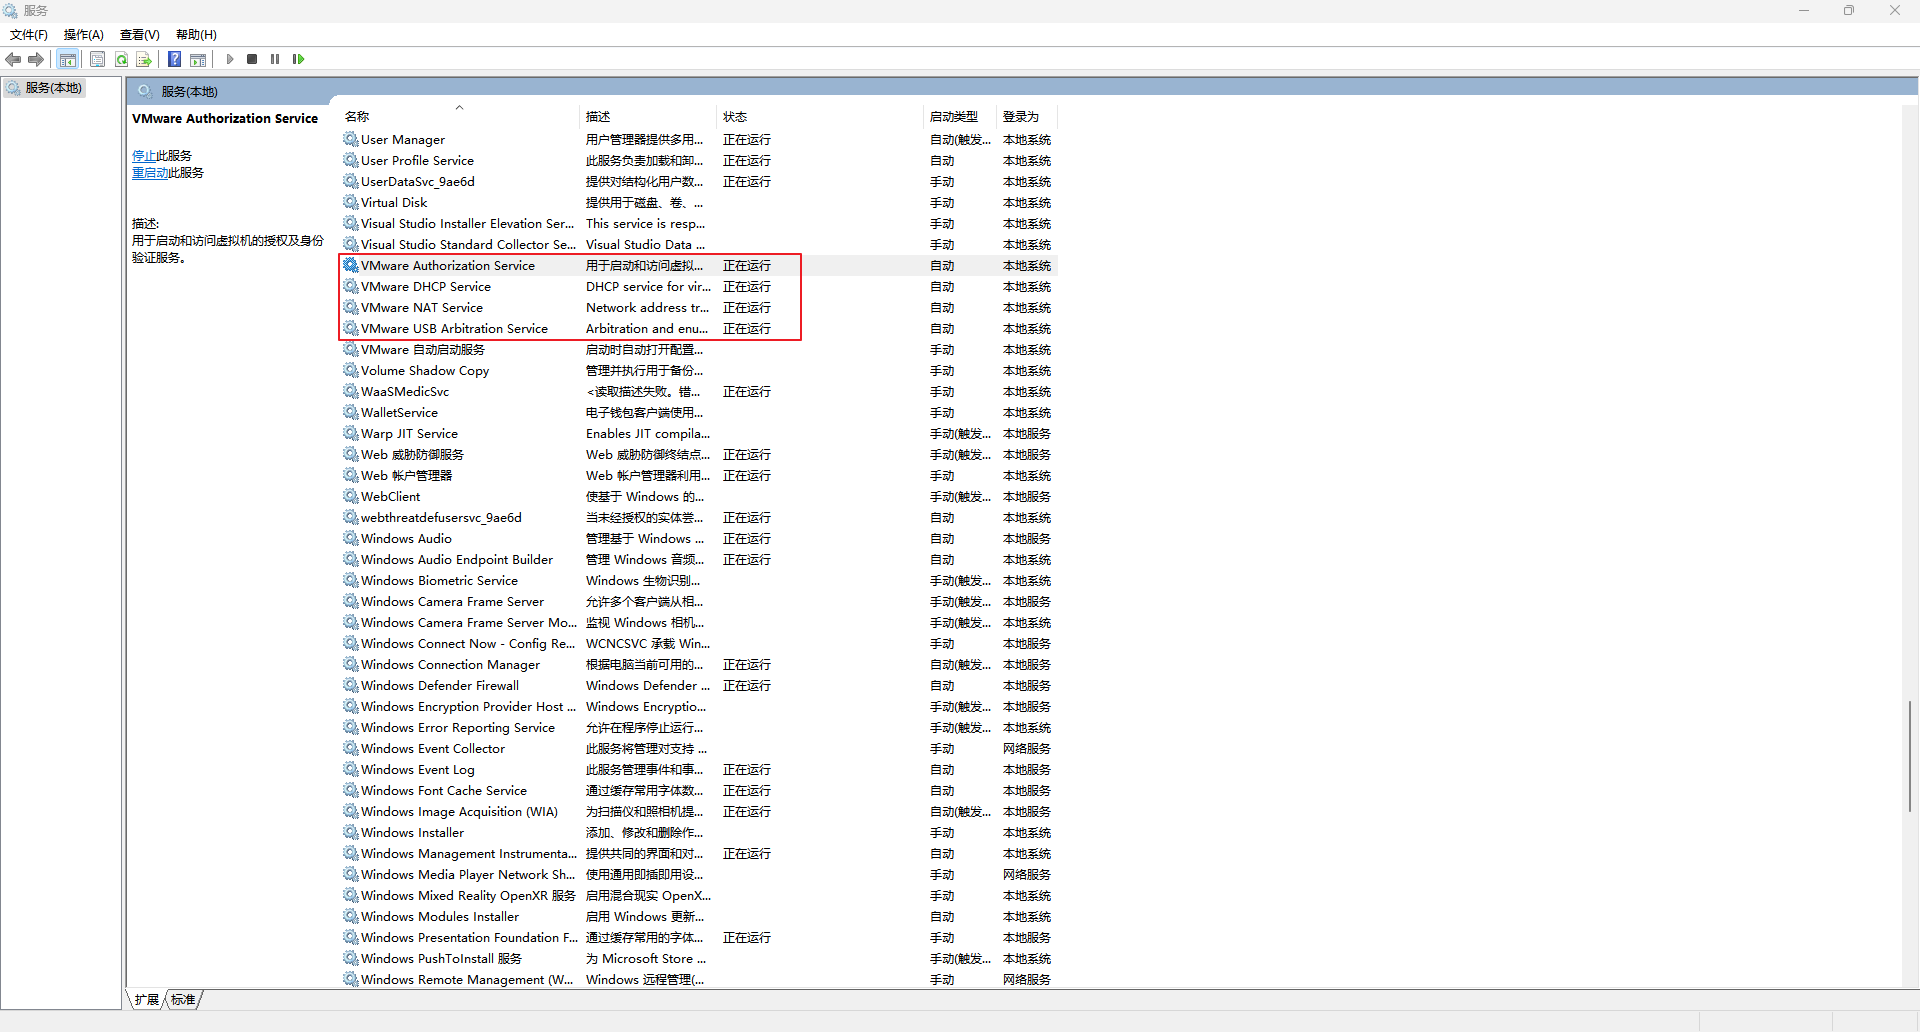 服务
文件(F) 操作(A) 查看(V) 帮助(H)
服务(本地)
服务(本地)
VMware Authorization Service
停止此服务
重启动此服务
描述:
用于启动和访问虚拟机的授权及身份
验证服务。
名称 描述 状态 启动类型 登录为
User Manager 用户管理器提供多用... 正在运行 自动(触发... 本地系统
User Profile Service 此服务负责加载和卸... 正在运行 自动 本地系统
UserDataSvc_9ae6d 提供对结构化用户数... 正在运行 手动 本地系统
Virtual Disk 提供用于磁盘、卷、... 手动 本地系统
Visual Studio Installer Elevation Ser... This service is resp... 手动 本地系统
Visual Studio Standard Collector Se... Visual Studio Data ... 手动 本地系统
VMware Authorization Service 用于启动和访问虚拟... 正在运行 自动 本地系统
VMware DHCP Service DHCP service for vir... 正在运行 自动 本地系统
VMware NAT Service Network address tr... 正在运行 自动 本地系统
VMware USB Arbitration Service Arbitration and enu... 正在运行 自动 本地系统
VMware 自动启动服务 启动时自动打开配置... 手动 本地系统
Volume Shadow Copy 管理并执行用于备份... 手动 本地系统
WaaSMedicSvc <读取描述失败。错... 正在运行 手动 本地系统
WalletService 电子钱包客户端使用... 手动 本地系统
Warp JIT Service Enables JIT compila... 手动(触发... 本地服务
Web 威胁防御服务 Web 威胁防御终结点... 正在运行 手动(触发... 本地服务
Web 帐户管理器 Web 帐户管理器利用... 正在运行 手动 本地系统
WebClient 使基于 Windows 的... 手动(触发... 本地服务
webthreatdefusersvc_9ae6d 当未经授权的实体尝... 正在运行 自动 本地系统
Windows Audio 管理基于 Windows ... 正在运行 自动 本地服务
Windows Audio Endpoint Builder 管理 Windows 音频... 正在运行 自动 本地系统
Windows Biometric Service Windows 生物识别... 手动(触发... 本地系统
Windows Camera Frame Server 允许多个客户端从相... 手动(触发... 本地服务
Windows Camera Frame Server Mo... 监视 Windows 相机... 手动(触发... 本地系统
Windows Connect Now - Config Re... WCNCSVC 承载 Win... 手动 本地服务
Windows Connection Manager 根据电脑当前可用的... 正在运行 自动(触发... 本地服务
Windows Defender Firewall Windows Defender ... 正在运行 自动 本地服务
Windows Encryption Provider Host ... Windows Encryptio... 手动(触发... 本地服务
Windows Error Reporting Service 允许在程序停止运行... 手动(触发... 本地系统
Windows Event Collector 此服务将管理对支持 ... 手动 网络服务
Windows Event Log 此服务管理事件和事... 正在运行 自动 本地服务
Windows Font Cache Service 通过缓存常用字体数... 正在运行 自动 本地服务
Windows Image Acquisition (WIA) 为扫描仪和照相机提... 正在运行 自动(触发... 本地服务
Windows Installer 添加、修改和删除作... 手动 本地系统
Windows Management Instrumenta... 提供共同的界面和对... 正在运行 自动 本地系统
Windows Media Player Network Sh... 使用通用即插即用设... 手动 网络服务
Windows Mixed Reality OpenXR 服务 启用混合现实 OpenX... 手动 本地系统
Windows Modules Installer 启用 Windows 更新... 自动 本地系统
Windows Presentation Foundation F... 通过缓存常用的字体... 正在运行 手动 本地服务
Windows PushToInstall 服务 为 Microsoft Store ... 手动(触发... 本地系统
Windows Remote Management (W... Windows 远程管理(... 手动 网络服务
扩展 标准